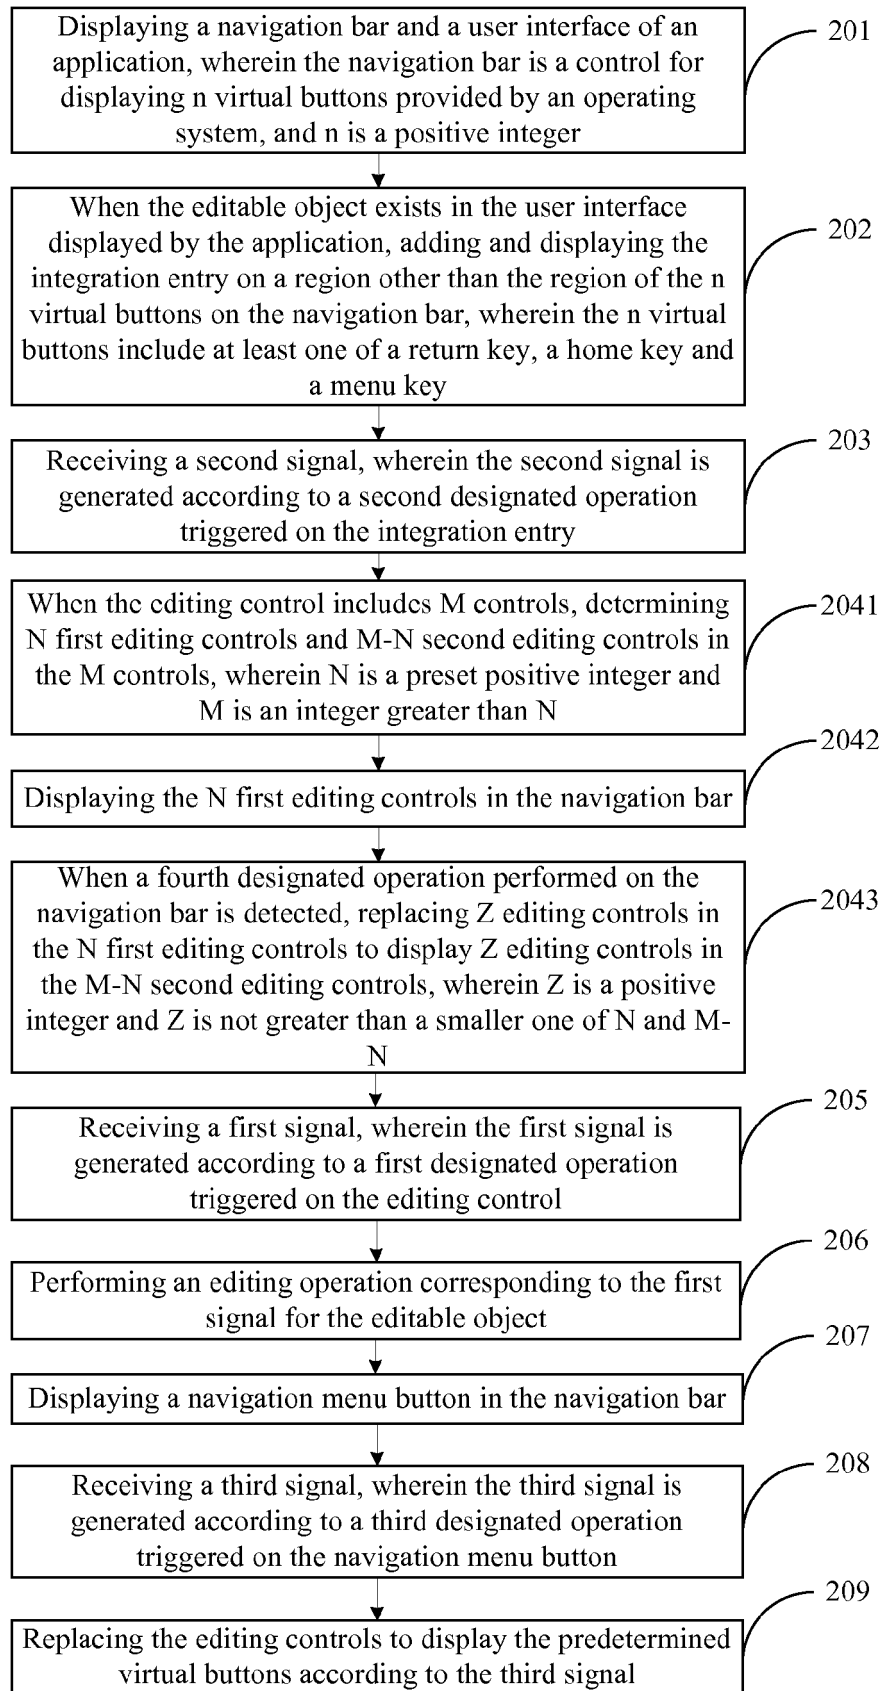 Displaying a navigation bar and a user interface of an
application, wherein the navigation bar is a control for
displaying n virtual buttons provided by an operating
system, and n is a positive integer
201
When the editable object exists in the user interface
displayed by the application, adding and displaying the
integration entry on a region other than the region of the n
virtual buttons on the navigation bar, wherein the n virtual
buttons include at least one of a return key, a home key and
a menu key
202
Receiving a second signal, wherein the second signal is
generated according to a second designated operation
triggered on the integration entry
203
When the editing control includes M controls, determining
N first editing controls and M-N second editing controls in
the M controls, wherein N is a preset positive integer and
M is an integer greater than N
2041
Displaying the N first editing controls in the navigation bar
2042
When a fourth designated operation performed on the
navigation bar is detected, replacing Z editing controls in
the N first editing controls to display Z editing controls in
the M-N second editing controls, wherein Z is a positive
integer and Z is not greater than a smaller one of N and M-
N
2043
Receiving a first signal, wherein the first signal is
generated according to a first designated operation
triggered on the editing control
205
Performing an editing operation corresponding to the first
signal for the editable object
206
Displaying a navigation menu button in the navigation bar
207
Receiving a third signal, wherein the third signal is
generated according to a third designated operation
triggered on the navigation menu button
208
Replacing the editing controls to display the predetermined
virtual buttons according to the third signal
209